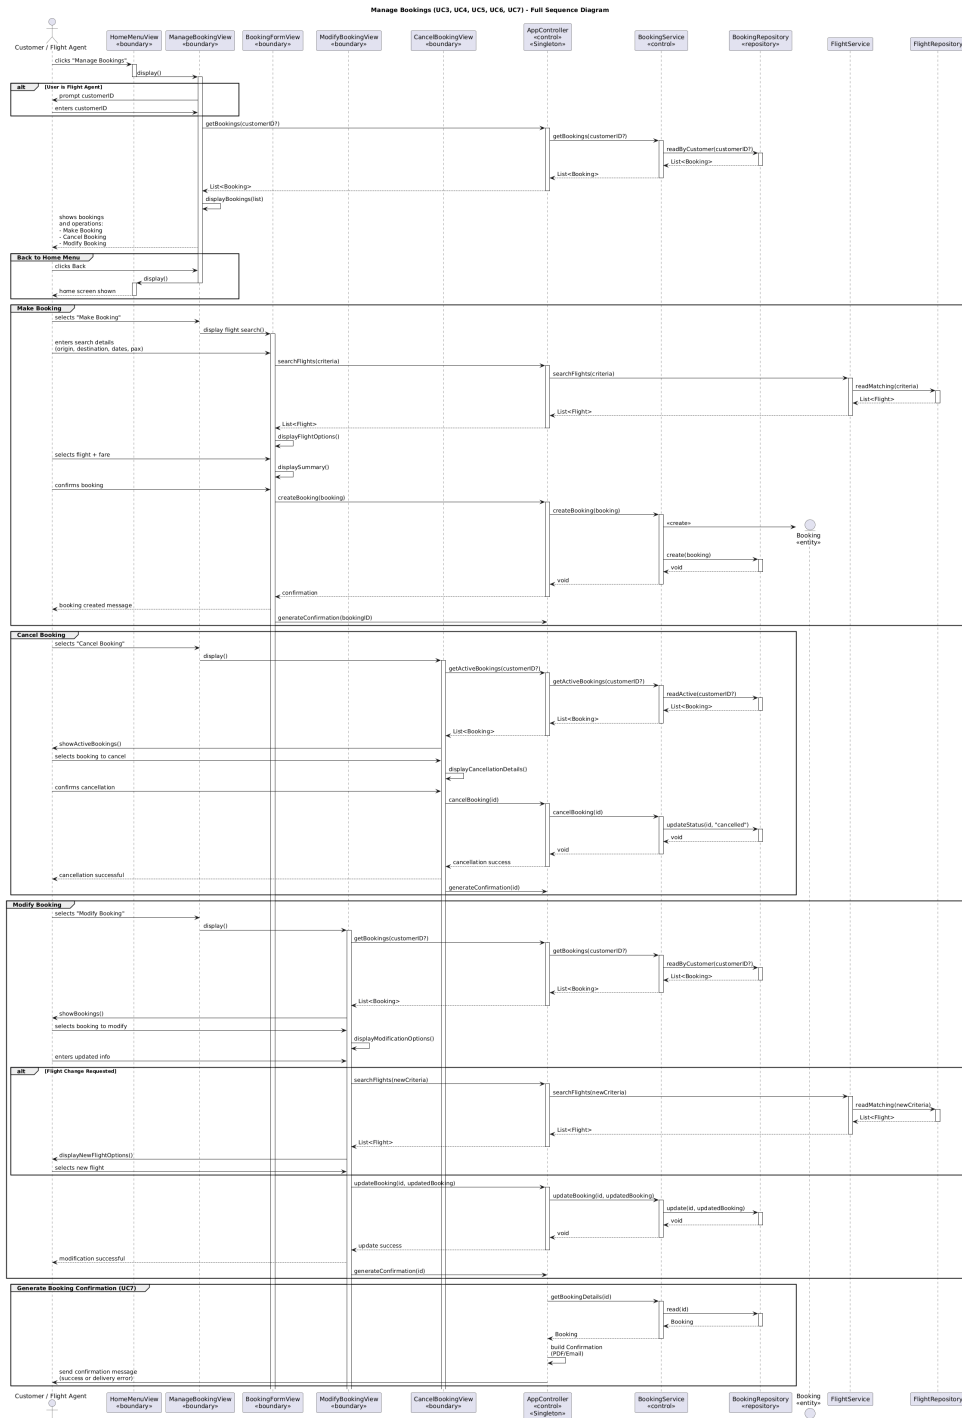 Manage Bookings (UC3, UC4, UC5, UC6, UC7) - Full Sequence Diagram
Customer / Flight Agent
HomeMenuView
«boundary»
ManageBookingView
«boundary»
BookingFormView
«boundary»
ModifyBookingView
«boundary»
CancelBookingView
«boundary»
AppController
«control»
«Singleton»
BookingService
«control»
BookingRepository
«repository»
FlightService
FlightRepository
clicks "Manage Bookings"
display()
alt [User is Flight Agent]
prompt customerID
enters customerID
getBookings(customerID?)
getBookings(customerID?)
readByCustomer(customerID?)
List<Booking>
List<Booking>
List<Booking>
displayBookings(list)
shows bookings
and operations:
- Make Booking
- Cancel Booking
- Modify Booking
Back to Home Menu
clicks Back
display()
home screen shown
Make Booking
selects "Make Booking"
display flight search()
enters search details
(origin, destination, dates, pax)
searchFlights(criteria)
searchFlights(criteria)
readMatching(criteria)
List<Flight>
List<Flight>
List<Flight>
displayFlightOptions()
selects flight + fare
displaySummary()
confirms booking
createBooking(booking)
createBooking(booking)
«create»
Booking
«entity»
create(booking)
void
void
confirmation
booking created message
generateConfirmation(bookingID)
Cancel Booking
selects "Cancel Booking"
display()
getActiveBookings(customerID?)
getActiveBookings(customerID?)
readActive(customerID?)
List<Booking>
List<Booking>
List<Booking>
showActiveBookings()
selects booking to cancel
displayCancellationDetails()
confirms cancellation
cancelBooking(id)
cancelBooking(id)
updateStatus(id, "cancelled")
void
void
cancellation success
cancellation successful
generateConfirmation(id)
Modify Booking
selects "Modify Booking"
display()
getBookings(customerID?)
getBookings(customerID?)
readByCustomer(customerID?)
List<Booking>
List<Booking>
List<Booking>
showBookings()
selects booking to modify
displayModificationOptions()
enters updated info
alt [Flight Change Requested]
searchFlights(newCriteria)
searchFlights(newCriteria)
readMatching(newCriteria)
List<Flight>
List<Flight>
List<Flight>
displayNewFlightOptions()
selects new flight
updateBooking(id, updatedBooking)
updateBooking(id, updatedBooking)
update(id, updatedBooking)
void
void
update success
modification successful
generateConfirmation(id)
Generate Booking Confirmation (UC7)
getBookingDetails(id)
read(id)
Booking
Booking
build Confirmation
(PDF/Email)
send confirmation message
(success or delivery error)
Customer / Flight Agent
HomeMenuView
«boundary»
ManageBookingView
«boundary»
BookingFormView
«boundary»
ModifyBookingView
«boundary»
CancelBookingView
«boundary»
AppController
«control»
«Singleton»
BookingService
«control»
BookingRepository
«repository»
Booking
«entity»
FlightService
FlightRepository